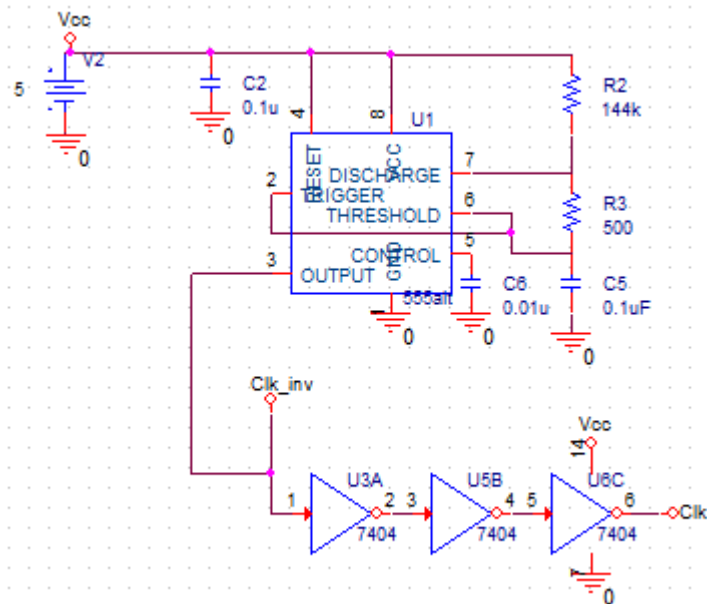 Vcc
V2
5
0
C2
0.1u
0
4
8
U1
R2
144k
RESET
VCC
DISCHARGE
7
2
TRIGGER
THRESHOLD
6
R3
500
CONTROL
5
3
OUTPUT
GND
555alt
1
0
C6
0.01u
0
C5
0.1uF
0
Clk_inv
Vcc
14
U3A
U5B
U6C
1
2
3
4
5
6
Clk
7404
7404
7404
7
0